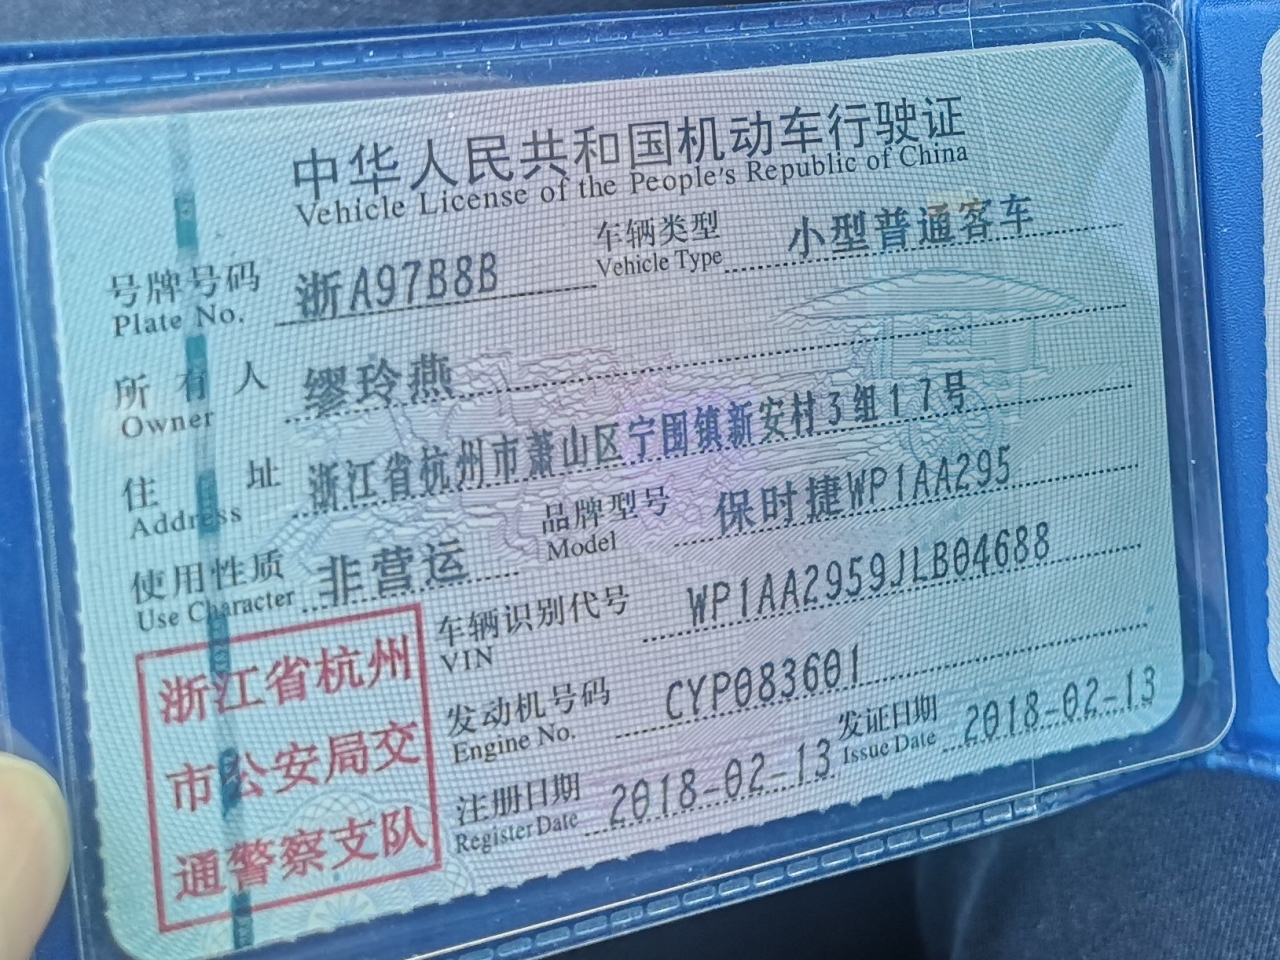 中华人民共和国机动车行驶证
Vehicle License of the People's Republic of China
号牌号码 浙A97B8B 车辆类型 小型普通客车
Plate No. Vehicle Type
所有人 缪玲燕
Owner
住址 浙江省杭州市萧山区宁围镇新安村3组17号
Address
使用性质 非营运 品牌型号 保时捷WP1AA295
Use Character Model
车辆识别代号 WP1AA2959JLB04688
VIN
发动机号码 CYP083601
Engine No.
注册日期 2018-02-13 发证日期 2018-02-13
Register Date Issue Date
浙江省杭州
市公安局交
通警察支队